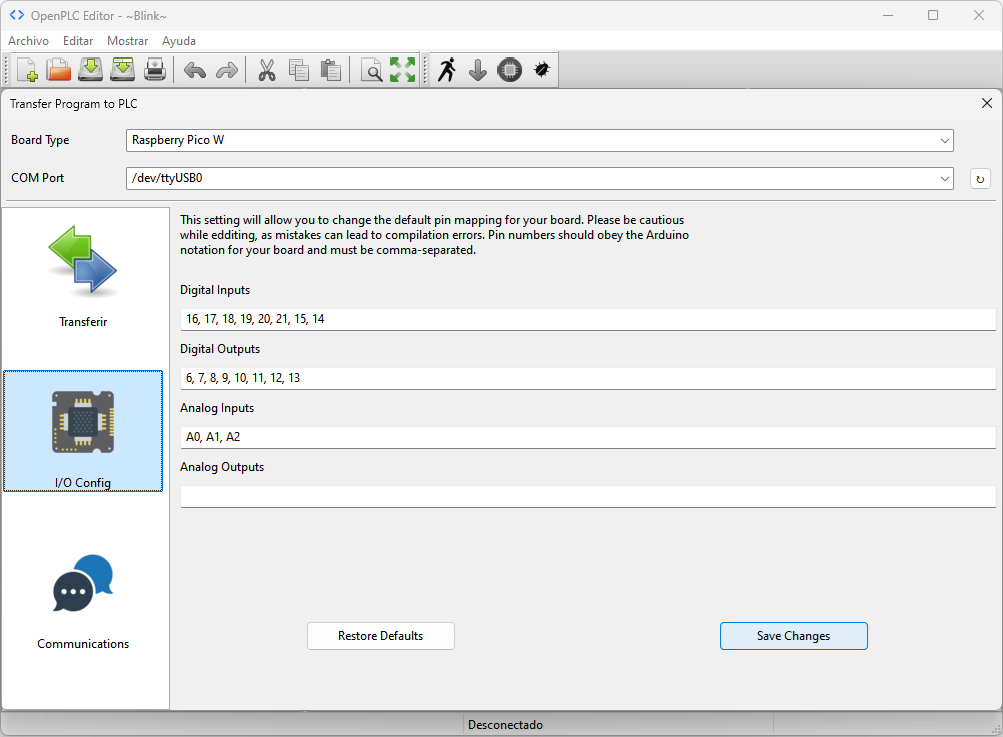 OpenPLC Editor - ~Blink~
Archivo Editar Mostrar Ayuda
Transfer Program to PLC
Board Type
Raspberry Pico W
COM Port
/dev/ttyUSB0
This setting will allow you to change the default pin mapping for your board. Please be cautious
while edditing, as mistakes can lead to compilation errors. Pin numbers should obey the Arduino
notation for your board and must be comma-separated.
Transferir
I/O Config
Communications
Digital Inputs
16, 17, 18, 19, 20, 21, 15, 14
Digital Outputs
6, 7, 8, 9, 10, 11, 12, 13
Analog Inputs
A0, A1, A2
Analog Outputs
Restore Defaults
Save Changes
Desconectado